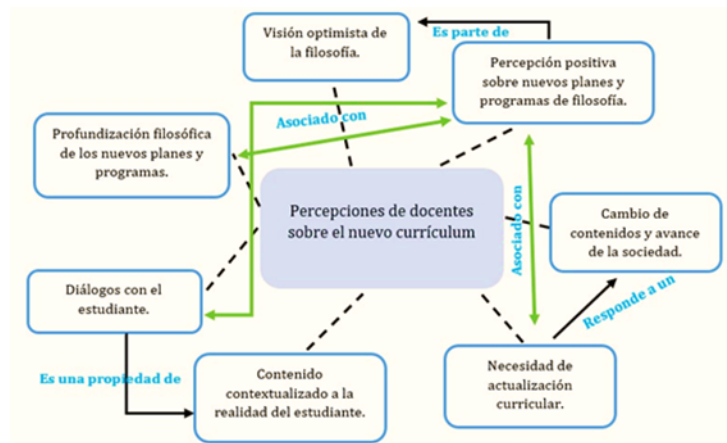 Visión optimista de
la filosofía.
Es parte de
Percepción positiva
sobre nuevos planes y
programas de filosofía.
Asociado con
Profundización filosófica
de los nuevos planes y
programas.
Percepciones de docentes
sobre el nuevo currículum
Asociado con
Cambio de
contenidos y avance
de la sociedad.
Diálogos con el
estudiante.
Responde a un
Es una propiedad de
Contenido
contextualizado a la
realidad del estudiante.
Necesidad de
actualización
curricular.